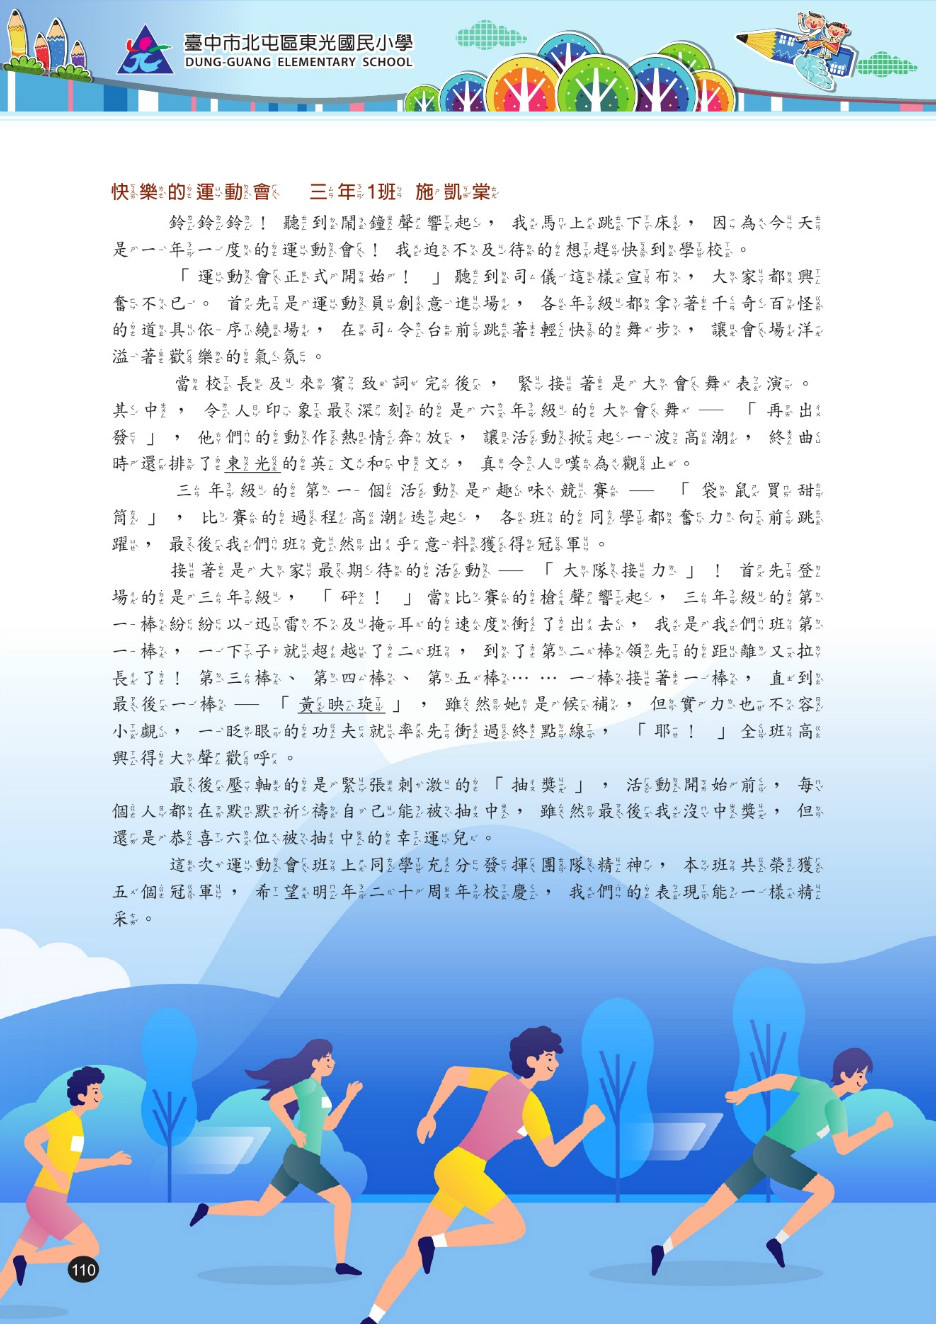 臺中市北屯區東光國民小學
DUNG-GUANG ELEMENTARY SCHOOL
快樂的運動會 三年1班 施凱棠
鈴鈴鈴！聽到鬧鐘聲響起，我馬上跳下床，因為今天
是一年一度的運動會！我迫不及待的想趕快到學校。
「運動會正式開始！」聽到司儀這樣宣布，大家都興
奮不已。首先是運動員創意進場，各年級都拿著千奇百怪
的道具依序繞場，在司令台前跳著輕快的舞步，讓會場洋
溢著歡樂的氣氛。
當校長及來賓致詞完後，緊接著是大會舞表演。
其中，令人印象最深刻的是六年級的大會舞──「再出
發」，他們的動作熱情奔放，讓活動掀起一波高潮，終曲
時還排了東光的英文和中文，真令人嘆為觀止。
三年級的第一個活動是趣味競賽──「袋鼠買甜
筒」，比賽的過程高潮迭起，各班的同學都奮力向前跳
躍，最後我們班竟然出乎意料獲得冠軍。
接著是大家最期待的活動──「大隊接力」！首先登
場的是三年級，「砰！」當比賽的槍聲響起，三年級的第
一棒紛紛以迅雷不及掩耳的速度衝了出去，我是我們班第
一棒，一下子就超越了二班，到了第二棒領先的距離又拉
長了！第三棒、第四棒、第五棒……一棒接著一棒，直到
最後一棒──「黃映琁」，雖然她是候補，但實力也不容
小覷，一眨眼的功夫就率先衝過終點線，「耶！」全班高
興得大聲歡呼。
最後壓軸的是緊張刺激的「抽獎」，活動開始前，每
個人都在默默祈禱自己能被抽中，雖然最後我沒中獎，但
還是恭喜六位被抽中的幸運兒。
這次運動會班上同學充分發揮團隊精神，本班共榮獲
五個冠軍，希望明年二十周年校慶，我們的表現能一樣精
采。
110